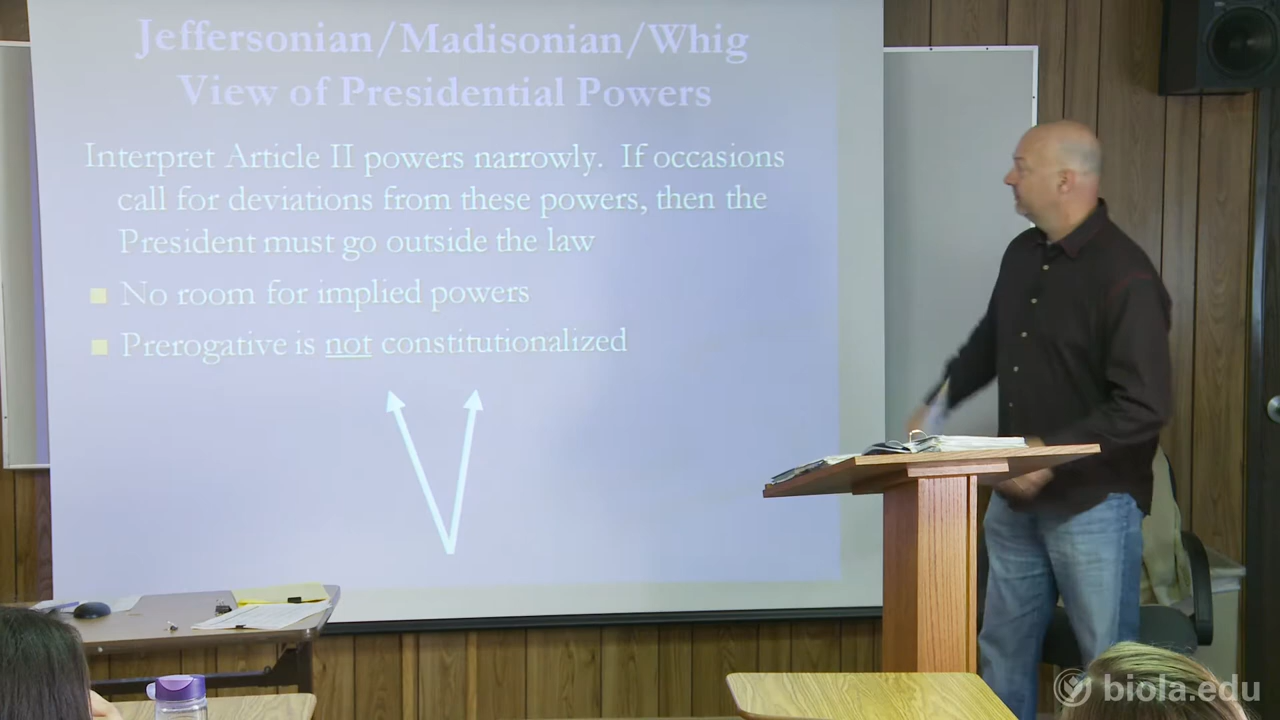 Jeffersonian/Madisonian/Whig
View of Presidential Powers
Interpret Article II powers narrowly. If occasions
call for deviations from these powers, then the
President must go outside the law
No room for implied powers
Prerogative is not constitutionalized
biola.edu